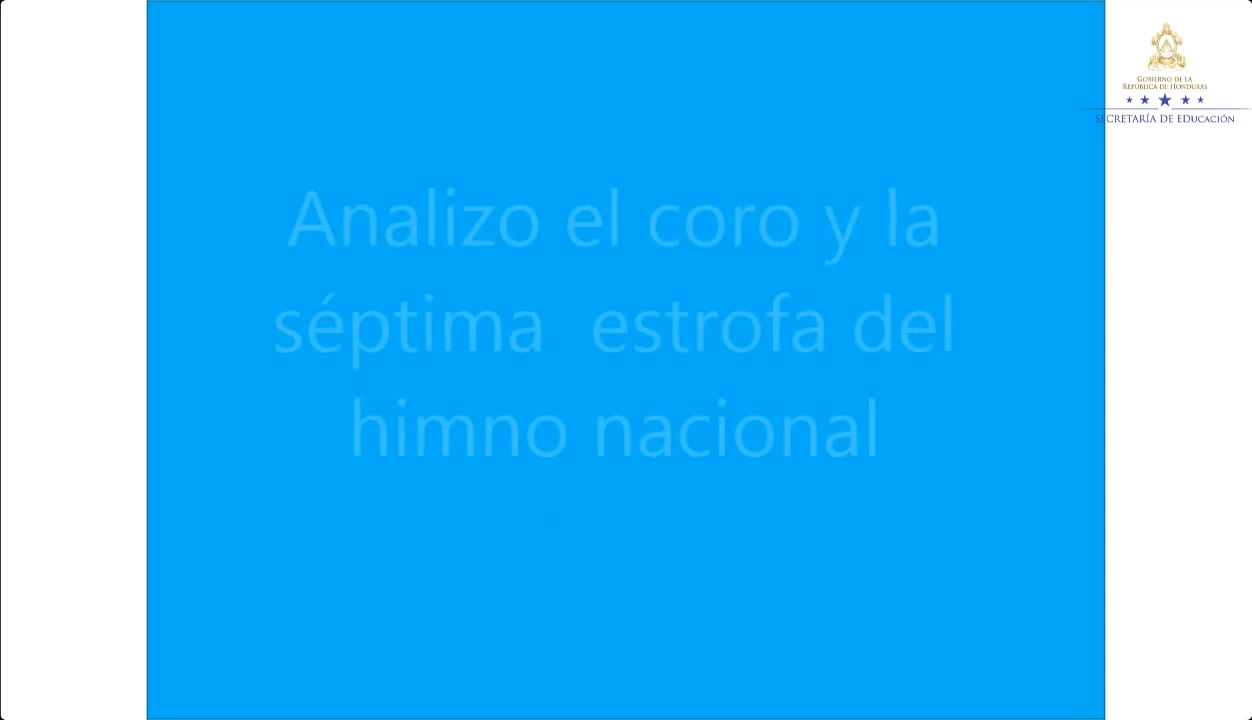 GOBIERNO DE LA
REPÚBLICA DE HONDURAS
SECRETARÍA DE EDUCACIÓN
Analizo el coro y la
séptima estrofa del
himno nacional